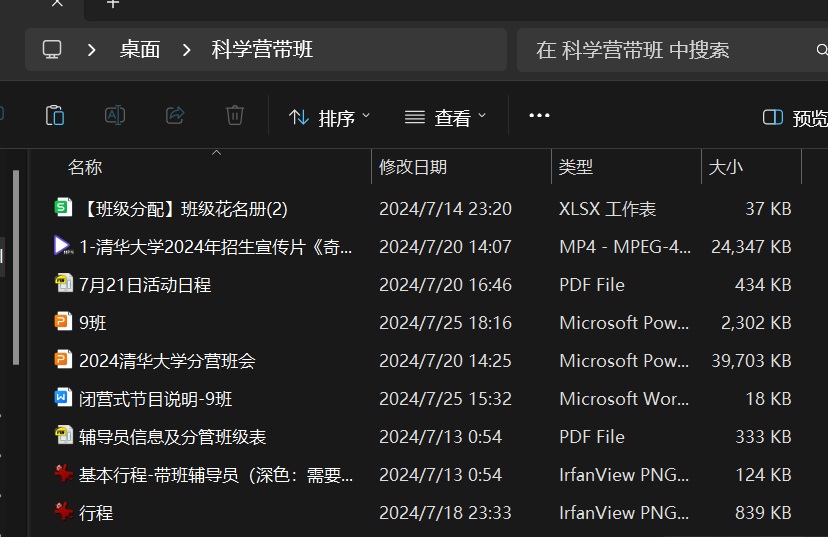 桌面 科学营带班 在 科学营带班 中搜索
排序 查看 预览
名称 修改日期 类型 大小
【班级分配】班级花名册(2) 2024/7/14 23:20 XLSX 工作表 37 KB
1-清华大学2024年招生宣传片《奇... 2024/7/20 14:07 MP4 - MPEG-4... 24,347 KB
7月21日活动日程 2024/7/20 16:46 PDF File 434 KB
9班 2024/7/25 18:16 Microsoft Pow... 2,302 KB
2024清华大学分营班会 2024/7/20 14:25 Microsoft Pow... 39,703 KB
闭营式节目说明-9班 2024/7/25 15:32 Microsoft Wor... 18 KB
辅导员信息及分管班级表 2024/7/13 0:54 PDF File 333 KB
基本行程-带班辅导员（深色：需要... 2024/7/13 0:54 IrfanView PNG... 124 KB
行程 2024/7/18 23:33 IrfanView PNG... 839 KB